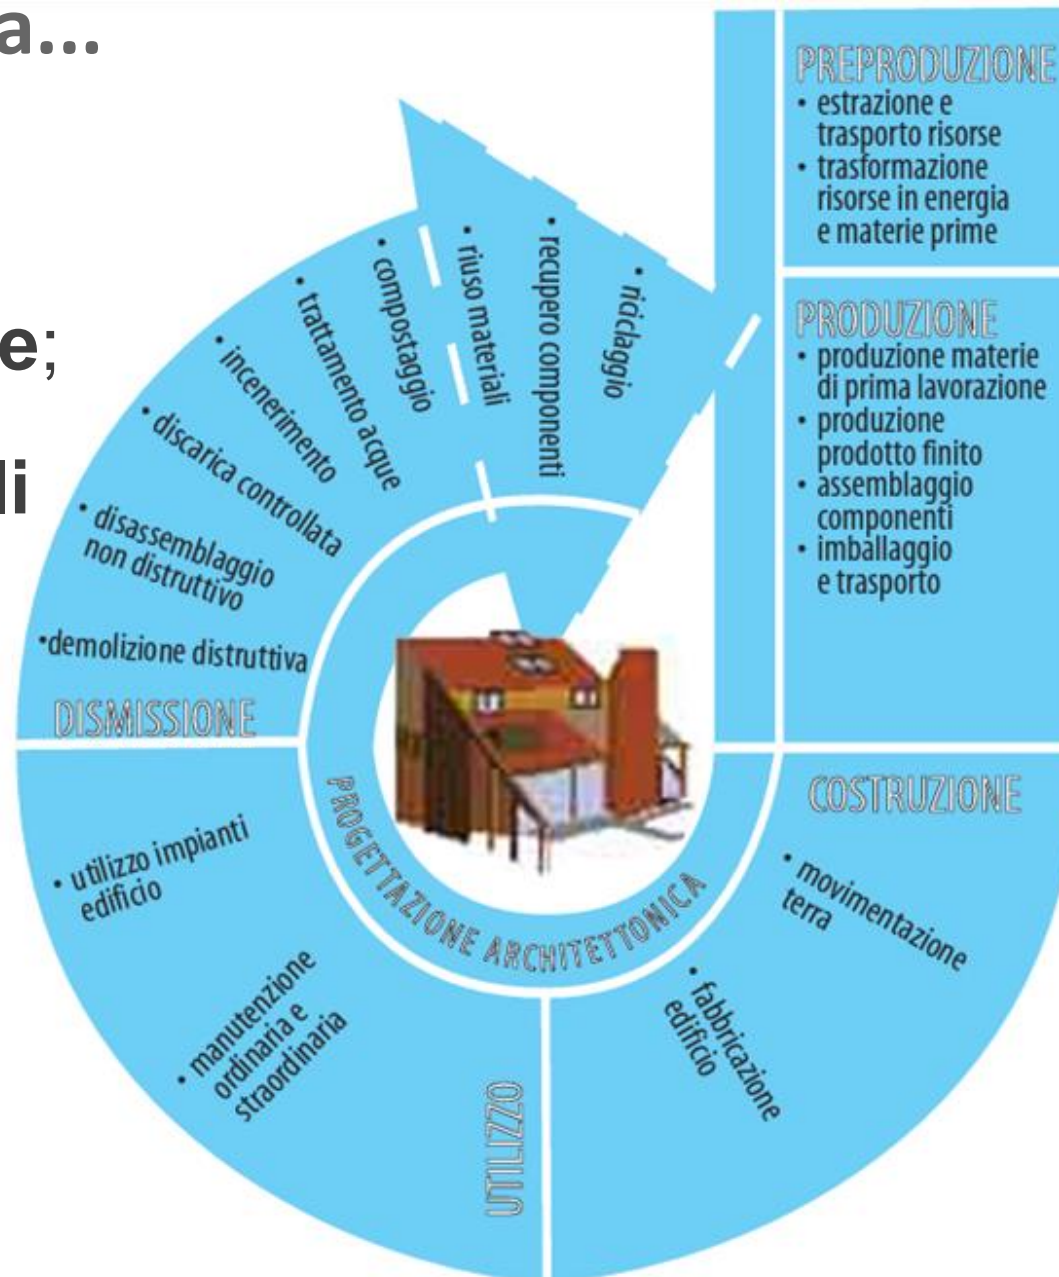 a...
e;
li
PREPRODUZIONE
• estrazione e
trasporto risorse
• trasformazione
risorse in energia
e materie prime
PRODUZIONE
• produzione materie
di prima lavorazione
• produzione
prodotto finito
• assemblaggio
componenti
• imballaggio
e trasporto
COSTRUZIONE
• movimentazione
terra
• fabbricazione
edificio
UTILIZZO
• manutenzione
ordinaria e
straordinaria
• utilizzo impianti
edificio
DISMISSIONE
•demolizione distruttiva
• disassemblaggio
non distruttivo
• discarica controllata
• incenerimento
• trattamento acque
• compostaggio
• riuso materiali
• recupero componenti
• riciclaggio
PROGETTAZIONE ARCHITETTONICA